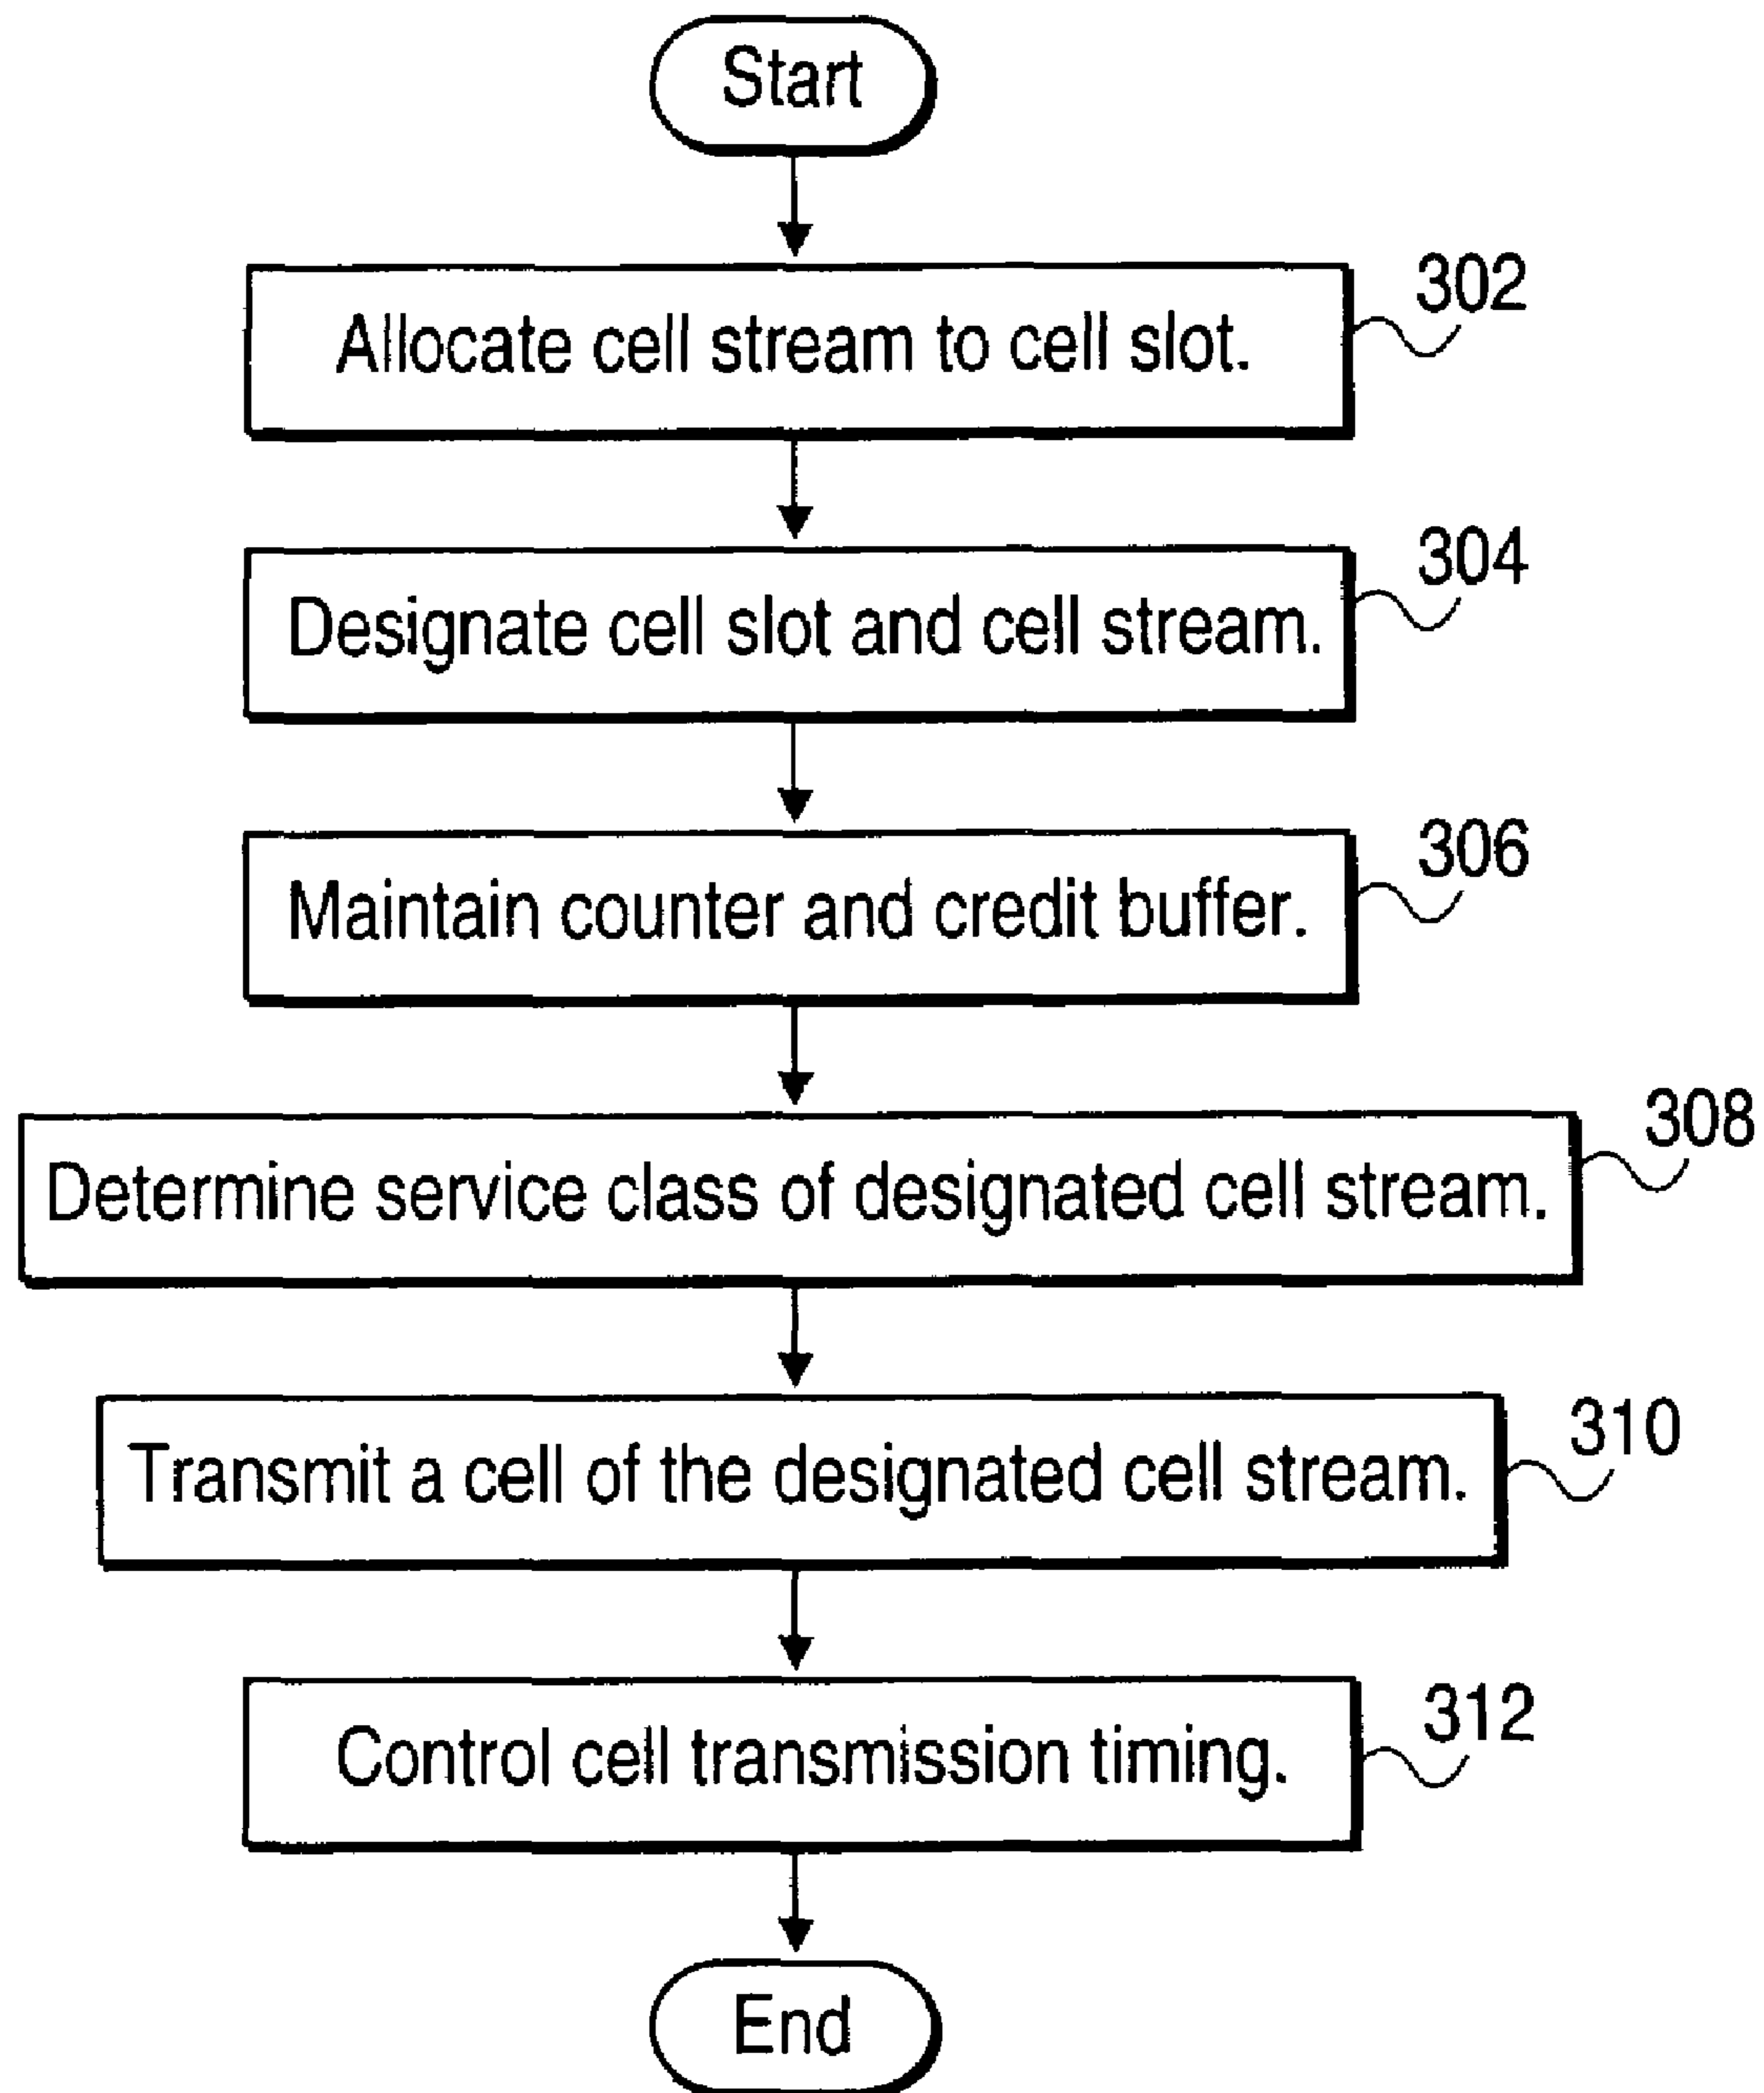 Start
302
Allocate cell stream to cell slot.
304
Designate cell slot and cell stream.
306
Maintain counter and credit buffer.
308
Determine service class of designated cell stream.
310
Transmit a cell of the designated cell stream.
312
Control cell transmission timing.
End